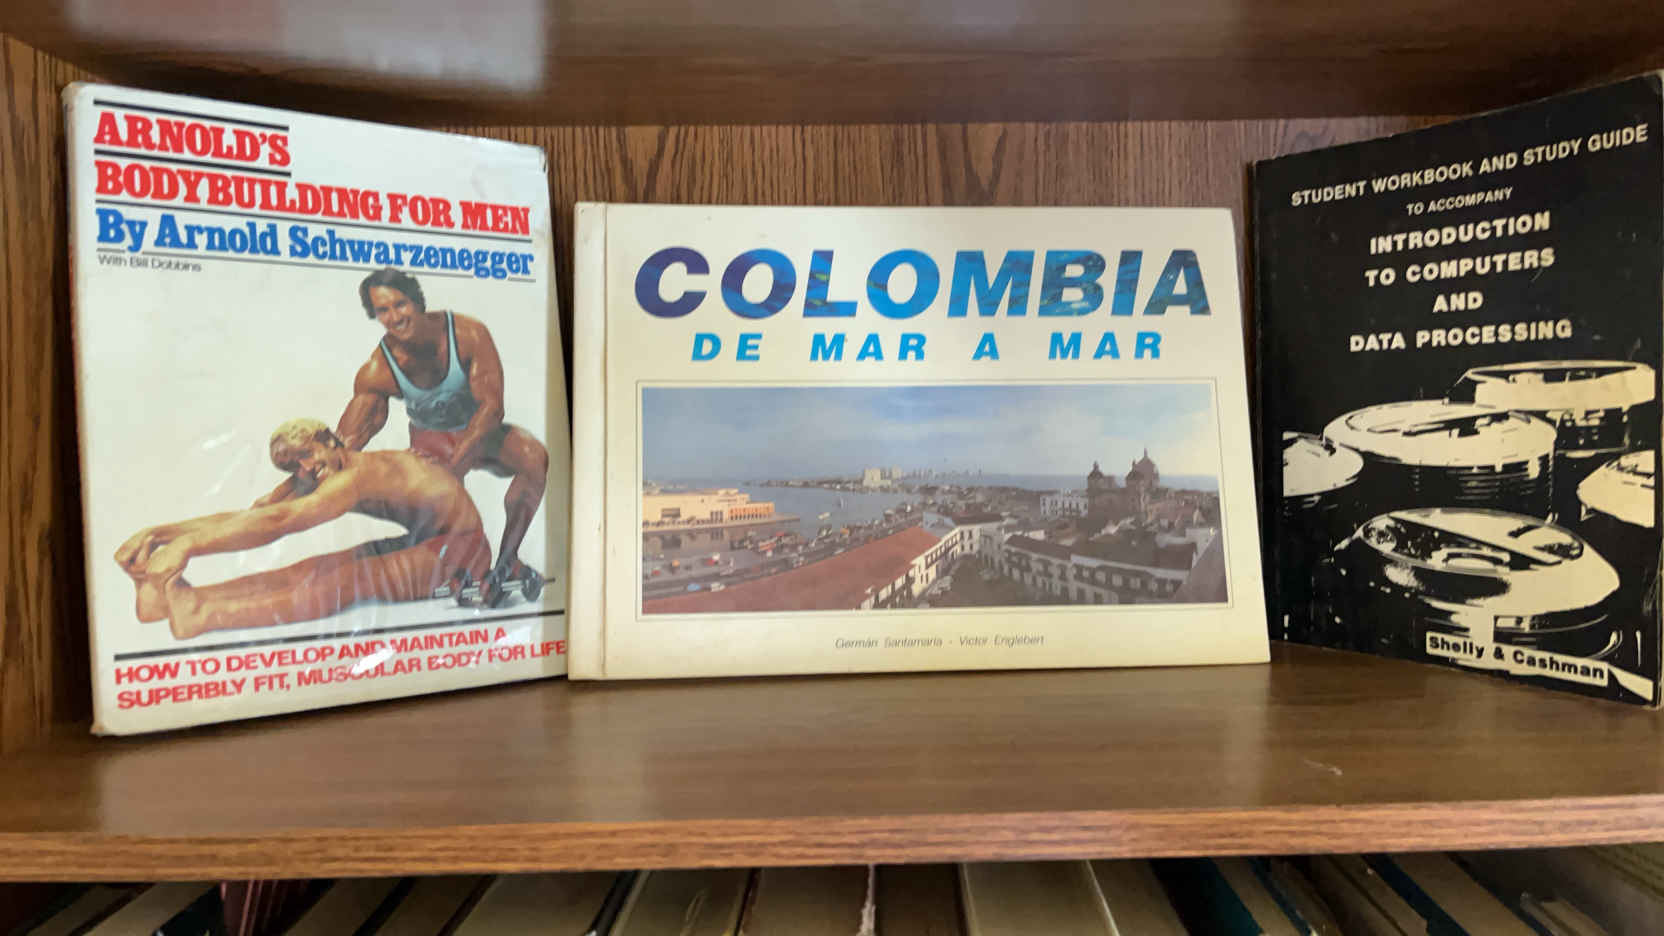 ARNOLD'S
BODYBUILDING FOR MEN
By Arnold Schwarzenegger
With Bill Dobbins
HOW TO DEVELOP AND MAINTAIN A
SUPERBLY FIT, MUSCULAR BODY FOR LIFE
COLOMBIA
DE MAR A MAR
Germán Santamaría - Victor Englebert
STUDENT WORKBOOK AND STUDY GUIDE
TO ACCOMPANY
INTRODUCTION
TO COMPUTERS
AND
DATA PROCESSING
Shelly & Cashman